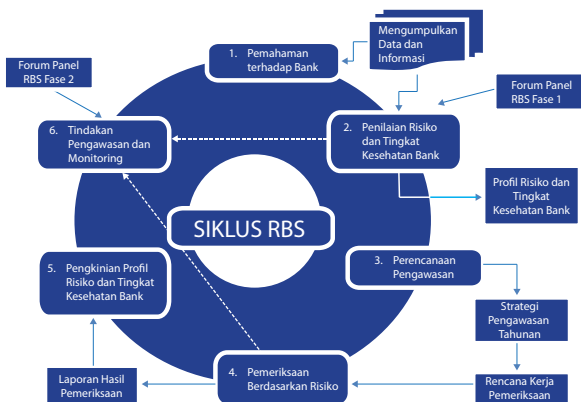 Mengumpulkan
Data dan
Informasi
1. Pemahaman
terhadap Bank
Forum Panel
RBS Fase 2
Forum Panel
RBS Fase 1
6. Tindakan
Pengawasan dan
Monitoring
2. Penilaian Risiko
dan Tingkat
Kesehatan Bank
Profil Risiko dan
Tingkat
Kesehatan Bank
SIKLUS RBS
3. Perencanaan
Pengawasan
5. Pengkinian Profil
Risiko dan Tingkat
Kesehatan Bank
Strategi
Pengawasan
Tahunan
4. Pemeriksaan
Berdasarkan Risiko
Laporan Hasil
Pemeriksaan
Rencana Kerja
Pemeriksaan